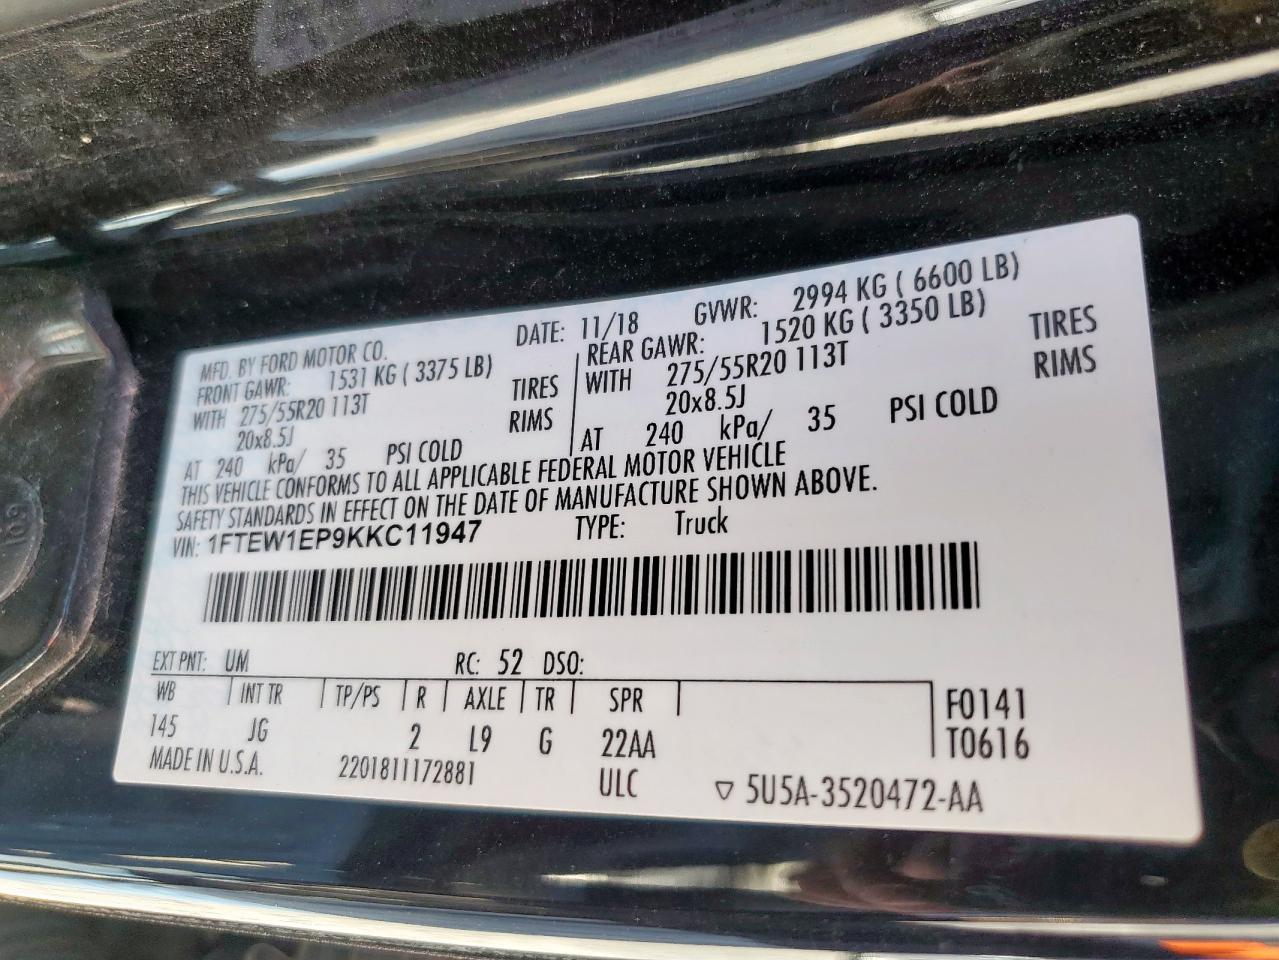 MFD. BY FORD MOTOR CO.
DATE: 11/18 GVWR: 2994 KG ( 6600 LB)
FRONT GAWR: 1531 KG ( 3375 LB)
WITH 275/55R20 113T TIRES
20x8.5J RIMS
AT 240 kPa/ 35 PSI COLD
REAR GAWR: 1520 KG ( 3350 LB)
WITH 275/55R20 113T TIRES
20x8.5J RIMS
AT 240 kPa/ 35 PSI COLD
THIS VEHICLE CONFORMS TO ALL APPLICABLE FEDERAL MOTOR VEHICLE
SAFETY STANDARDS IN EFFECT ON THE DATE OF MANUFACTURE SHOWN ABOVE.
VIN: 1FTEW1EP9KKC11947 TYPE: Truck
EXT PNT: UM RC: 52 DSO:
WB INT TR TP/PS R AXLE TR SPR F0141
145 JG 2 L9 G 22AA T0616
MADE IN U.S.A. 2201811172881 ULC ▽ 5U5A-3520472-AA